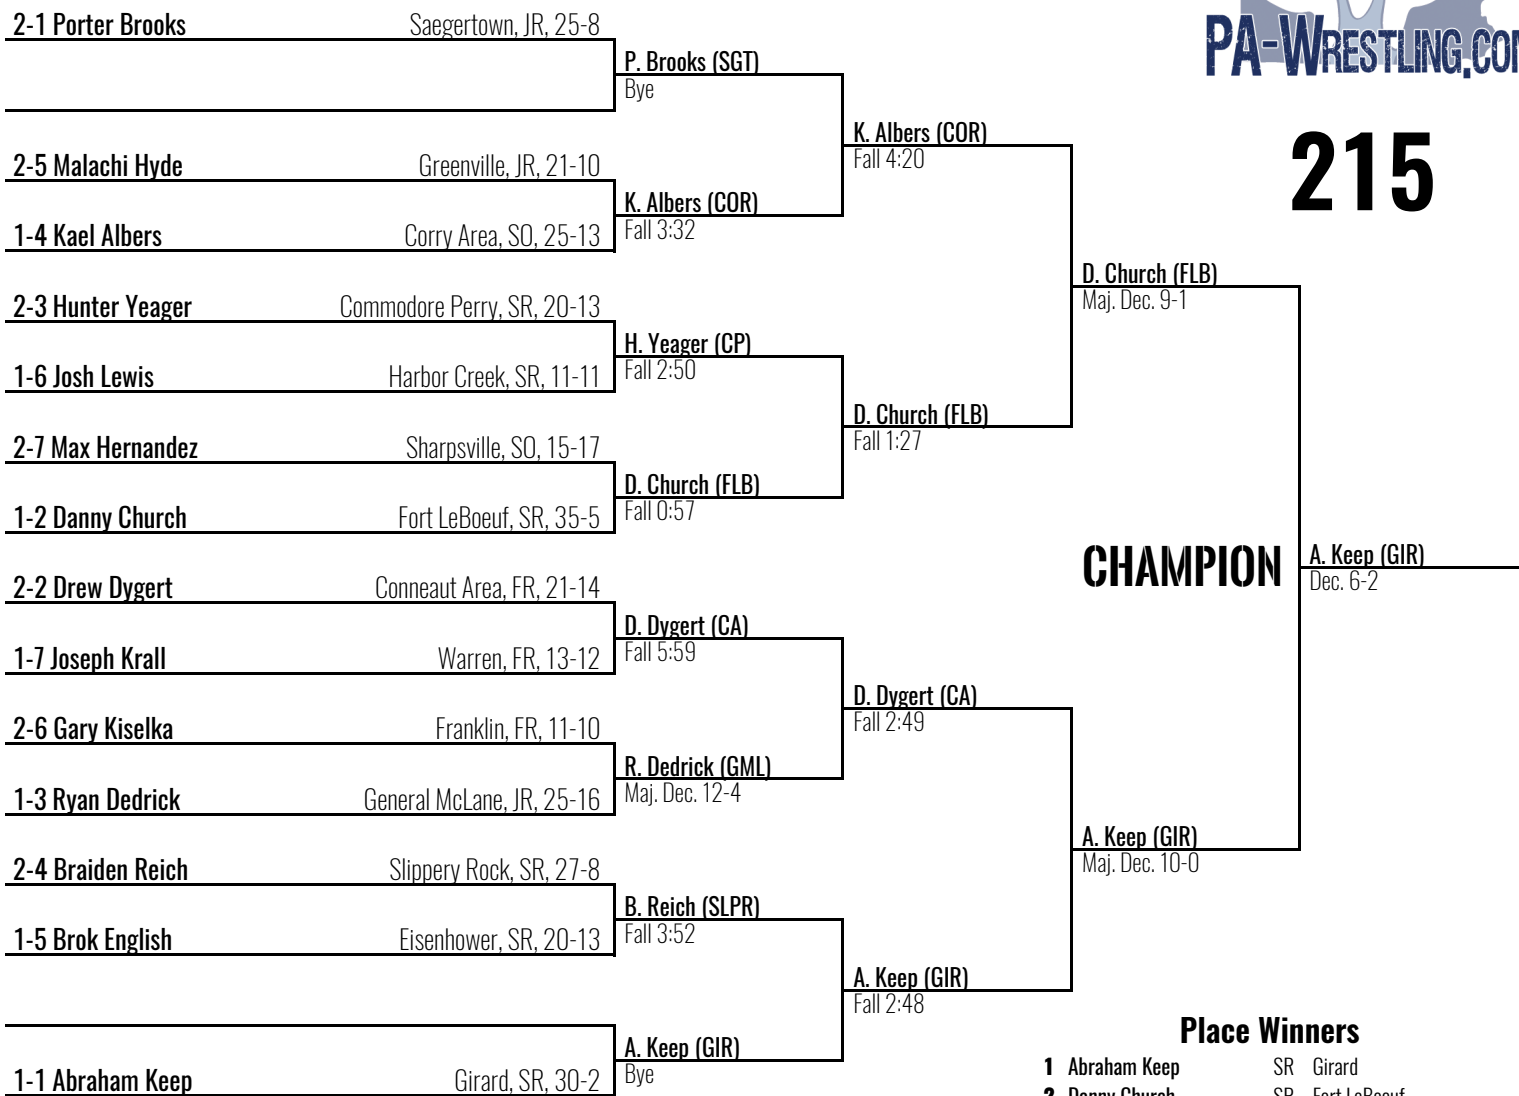 2-1 Porter Brooks Saegertown, JR, 25-8
PA-WRESTLING.CO
P. Brooks (SGT)
Bye
K. Albers (COR)
Fall 4:20
215
2-5 Malachi Hyde Greenville, JR, 21-10
K. Albers (COR)
Fall 3:32
1-4 Kael Albers Corry Area, SO, 25-13
D. Church (FLB)
Maj. Dec. 9-1
2-3 Hunter Yeager Commodore Perry, SR, 20-13
H. Yeager (CP)
Fall 2:50
1-6 Josh Lewis Harbor Creek, SR, 11-11
D. Church (FLB)
Fall 1:27
2-7 Max Hernandez Sharpsville, SO, 15-17
D. Church (FLB)
Fall 0:57
1-2 Danny Church Fort LeBoeuf, SR, 35-5
CHAMPION
A. Keep (GIR)
Dec. 6-2
2-2 Drew Dygert Conneaut Area, FR, 21-14
D. Dygert (CA)
Fall 5:59
1-7 Joseph Krall Warren, FR, 13-12
D. Dygert (CA)
Fall 2:49
2-6 Gary Kiselka Franklin, FR, 11-10
R. Dedrick (GML)
Maj. Dec. 12-4
1-3 Ryan Dedrick General McLane, JR, 25-16
A. Keep (GIR)
Maj. Dec. 10-0
2-4 Braiden Reich Slippery Rock, SR, 27-8
B. Reich (SLPR)
Fall 3:52
1-5 Brok English Eisenhower, SR, 20-13
A. Keep (GIR)
Fall 2:48
A. Keep (GIR)
Bye
1-1 Abraham Keep Girard, SR, 30-2
Place Winners
1 Abraham Keep SR Girard
2 Danny Church SR Fort LeBoeuf